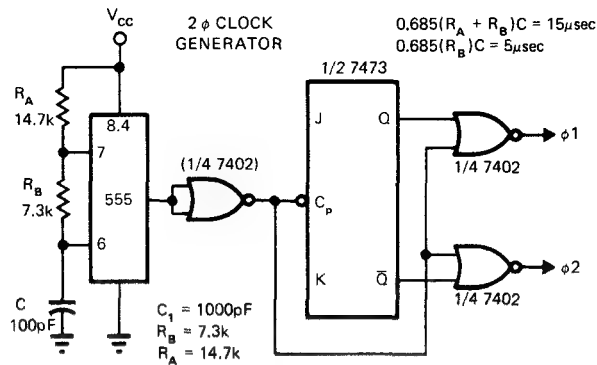 V_CC
2 φ CLOCK
GENERATOR
0.685(R_A + R_B)C = 15μsec
0.685(R_B)C = 5μsec
1/2 7473
R_A
14.7k
8.4
7
J
Q
φ1
(1/4 7402)
1/4 7402
R_B
7.3k
555
C_p
6
K
Q̅
φ2
1/4 7402
C
100pF
C_1 = 1000pF
R_B = 7.3k
R_A = 14.7k